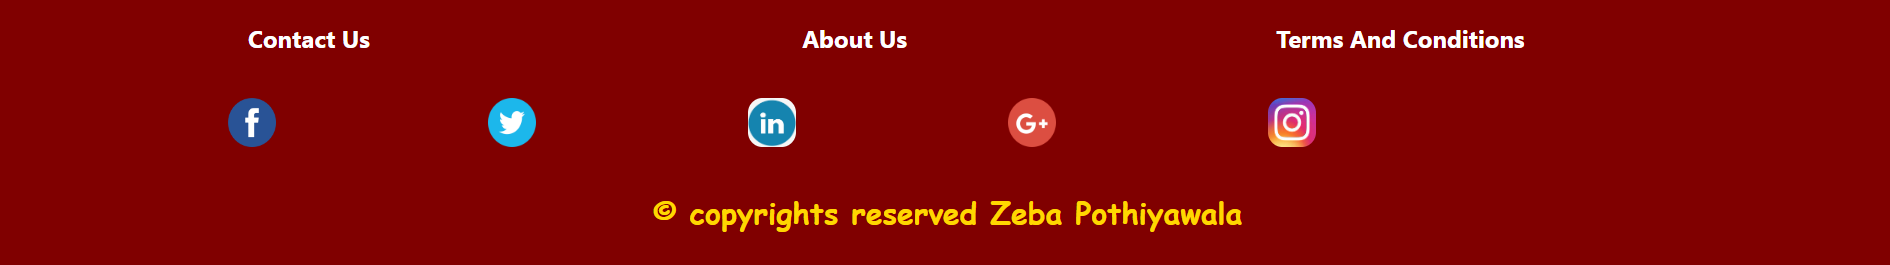 Contact Us About Us Terms And Conditions
f in G+
© copyrights reserved Zeba Pothiyawala